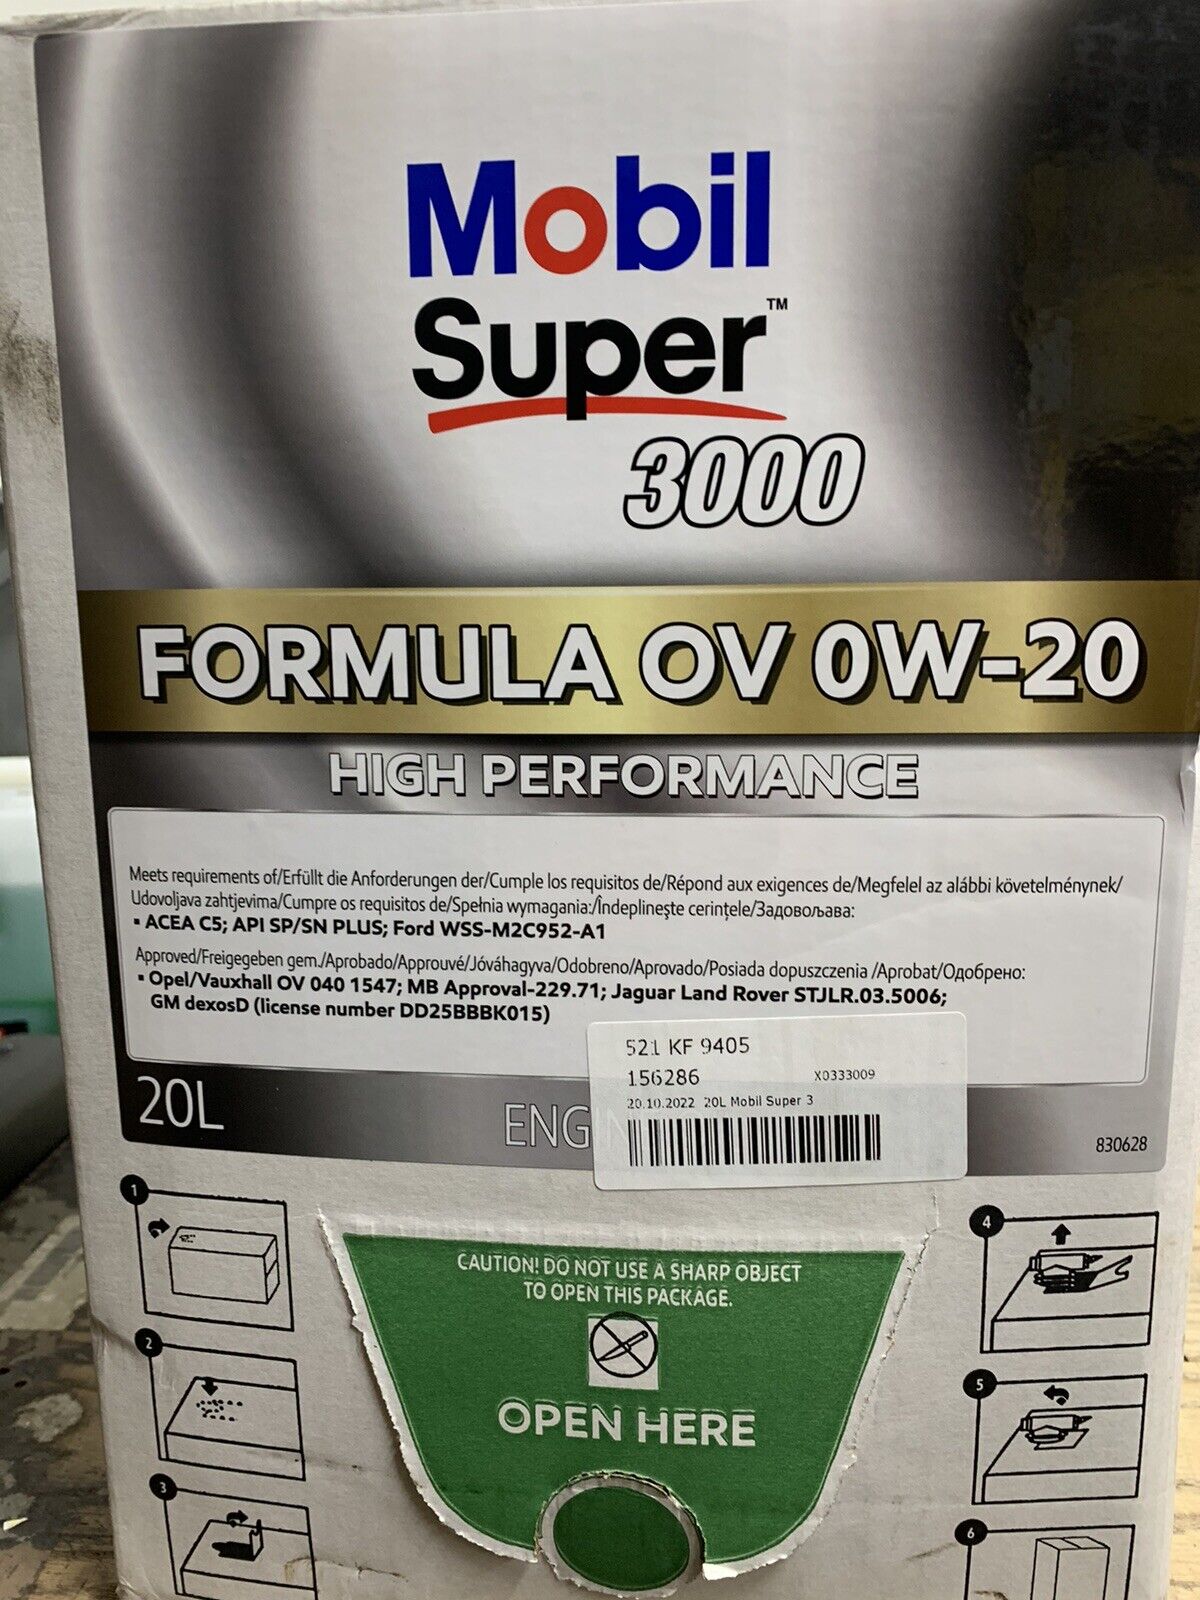 Mobil
Super™
3000
FORMULA OV 0W-20
HIGH PERFORMANCE
Meets requirements of/Erfüllt die Anforderungen der/Cumple los requisitos de/Répond aux exigences de/Megfelel az alábbi követelménynek/
Udovoljava zahtjevima/Cumpre os requisitos de/Spełnia wymagania:/Îndeplinește cerințele/Задовољава:
▪ ACEA C5; API SP/SN PLUS; Ford WSS-M2C952-A1
Approved/Freigegeben gem./Aprobado/Approuvé/Jóváhagyva/Odobreno/Aprovado/Posiada dopuszczenia /Aprobat/Одобрено:
▪ Opel/Vauxhall OV 040 1547; MB Approval-229.71; Jaguar Land Rover STJLR.03.5006;
GM dexosD (license number DD25BBBK015)
521 KF 9405
156286 X0333009
20.10.2022 20L Mobil Super 3
20L
ENG
830628
1
2
3
4
5
6
CAUTION! DO NOT USE A SHARP OBJECT
TO OPEN THIS PACKAGE.
OPEN HERE